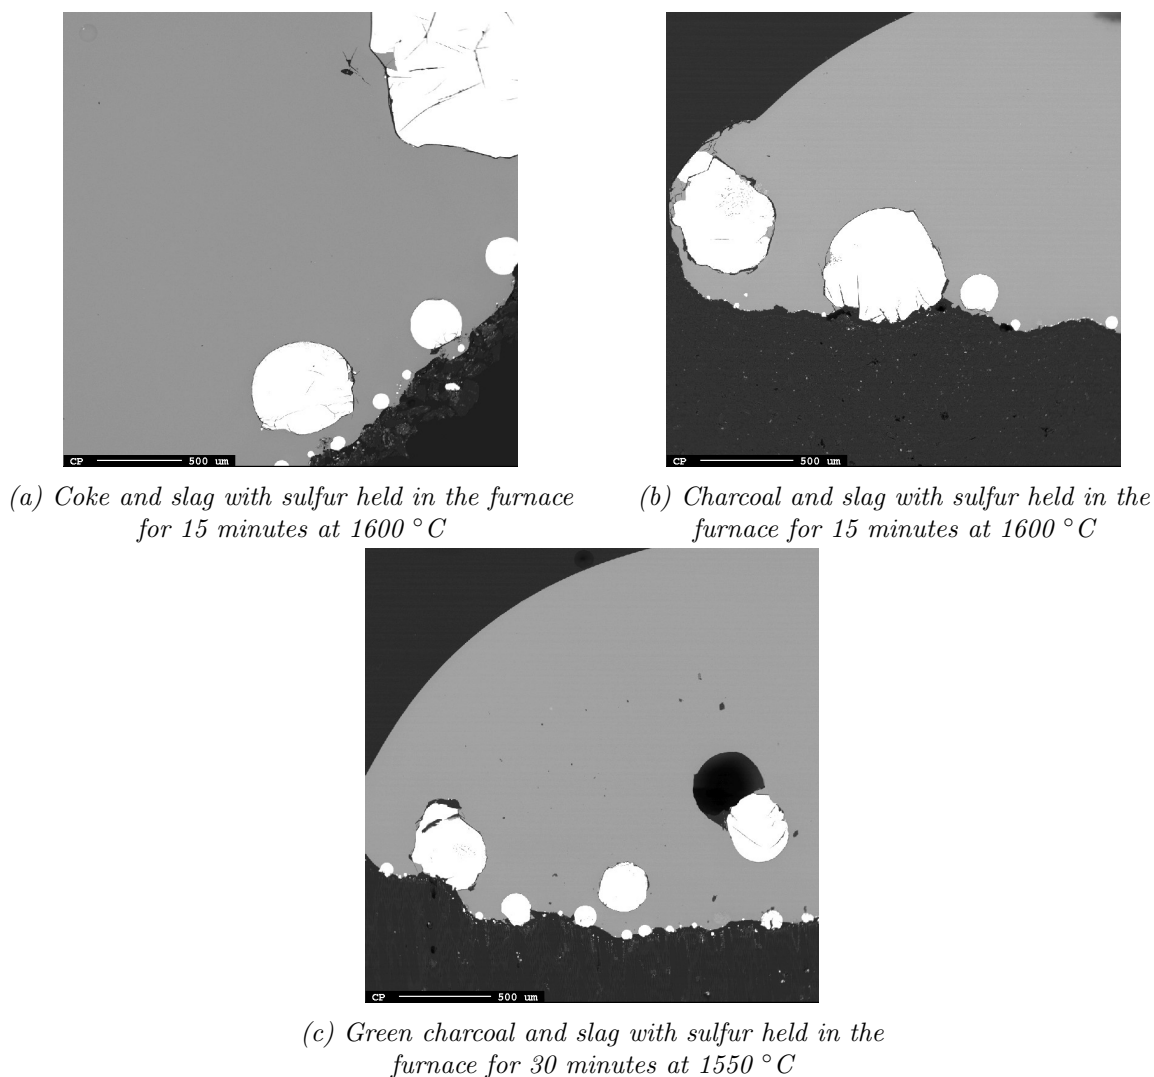 CP 500 um
CP 500 um
(a) Coke and slag with sulfur held in the furnace
for 15 minutes at 1600 °C
(b) Charcoal and slag with sulfur held in the
furnace for 15 minutes at 1600 °C
CP 500 um
(c) Green charcoal and slag with sulfur held in the
furnace for 30 minutes at 1550 °C